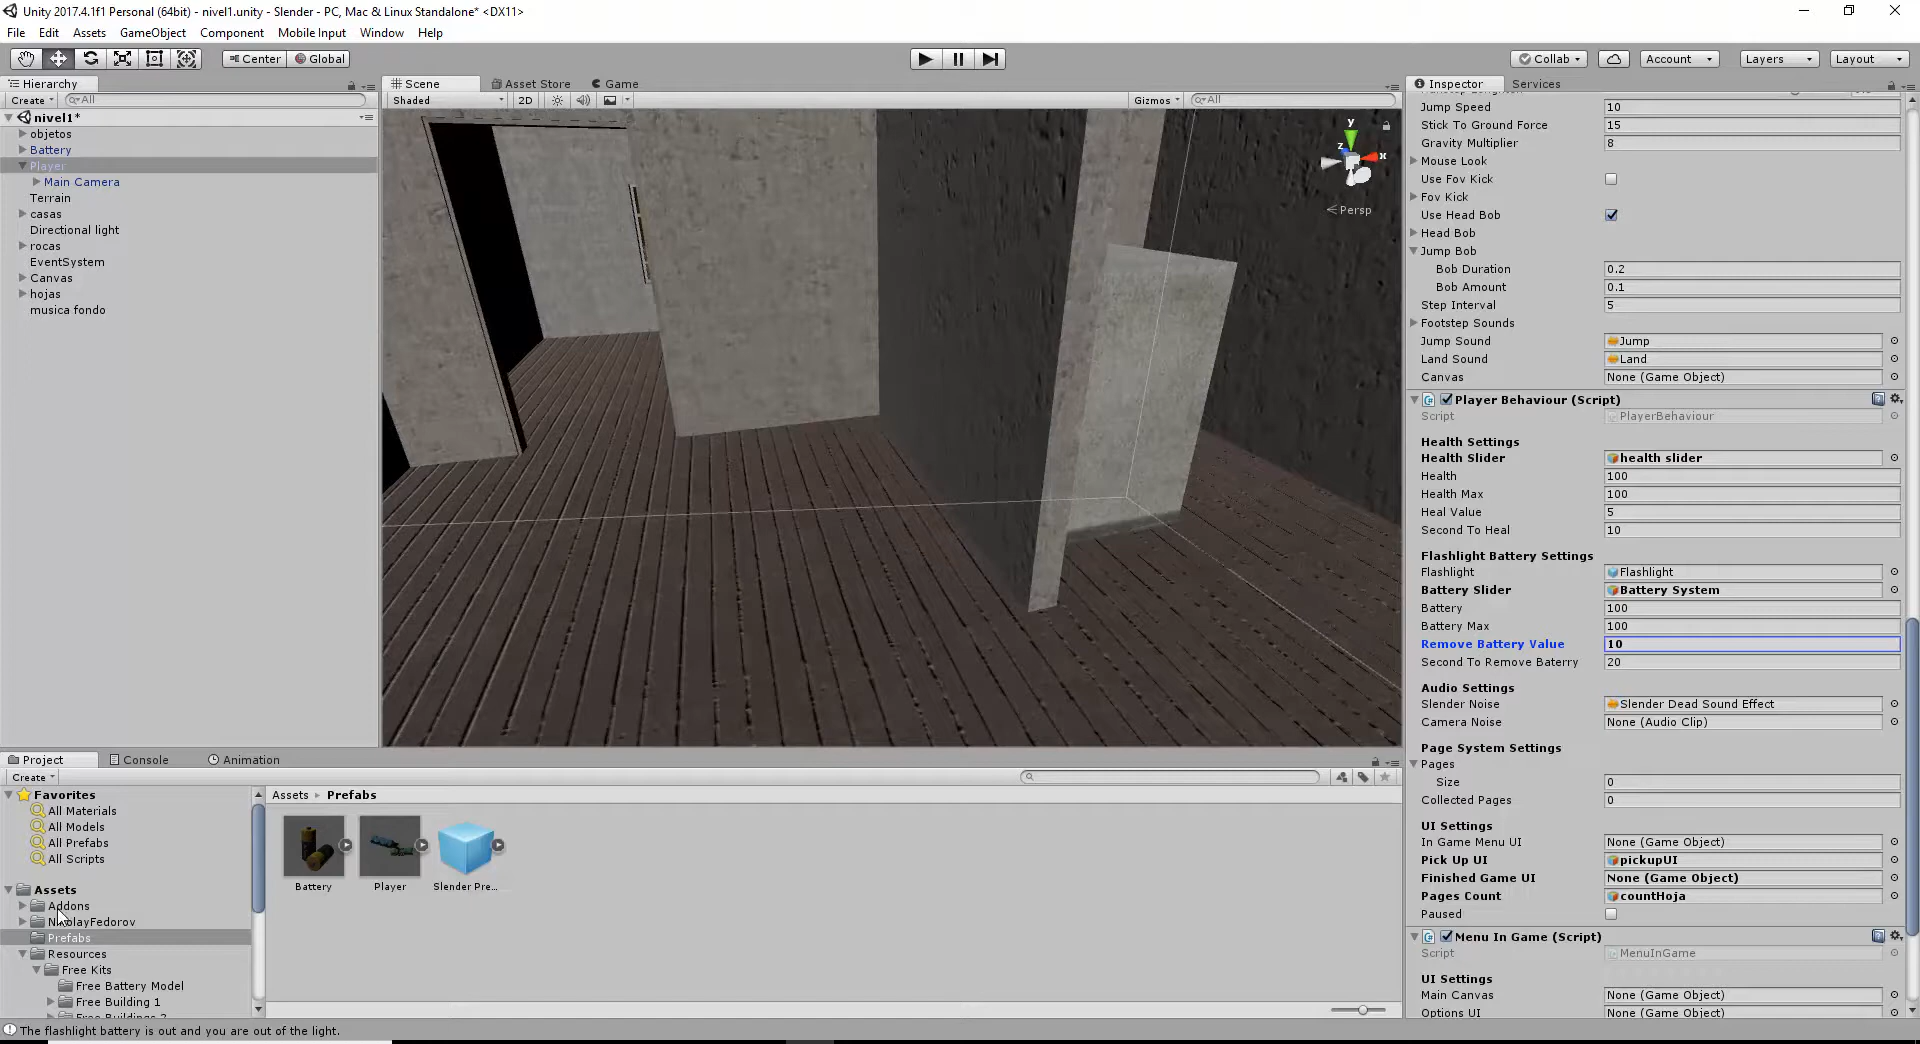 Unity 2017.4.1f1 Personal (64bit) - nivel1.unity - Slender - PC, Mac & Linux Standalone* <DX11>
File Edit Assets GameObject Component Mobile Input Window Help
Center Global Collab Account Layers Layout
Hierarchy
Create All
nivel1*
objetos
Battery
Player
Main Camera
Terrain
casas
Directional light
rocas
EventSystem
Canvas
hojas
musica fondo
Scene Asset Store Game
Shaded 2D Gizmos All
y
z x
Persp
Inspector Services
Jump Speed 10
Stick To Ground Force 15
Gravity Multiplier 8
Mouse Look
Use Fov Kick
Fov Kick
Use Head Bob
Head Bob
Jump Bob
Bob Duration 0.2
Bob Amount 0.1
Step Interval 5
Footstep Sounds
Jump Sound Jump
Land Sound Land
Canvas None (Game Object)
Player Behaviour (Script)
Script PlayerBehaviour
Health Settings
Health Slider health slider
Health 100
Health Max 100
Heal Value 5
Second To Heal 10
Flashlight Battery Settings
Flashlight Flashlight
Battery Slider Battery System
Battery 100
Battery Max 100
Remove Battery Value 10
Second To Remove Baterry 20
Audio Settings
Slender Noise Slender Dead Sound Effect
Camera Noise None (Audio Clip)
Page System Settings
Pages
Size 0
Collected Pages 0
UI Settings
In Game Menu UI None (Game Object)
Pick Up UI pickupUI
Finished Game UI None (Game Object)
Pages Count countHoja
Paused
Menu In Game (Script)
Script MenuInGame
UI Settings
Main Canvas None (Game Object)
Options UI None (Game Object)
Project Console Animation
Create
Favorites
All Materials
All Models
All Prefabs
All Scripts
Assets
Addons
NikolayFedorov
Prefabs
Resources
Free Kits
Free Battery Model
Free Building 1
Free Buildings 2
Assets Prefabs
Battery Player Slender Pre...
The flashlight battery is out and you are out of the light.